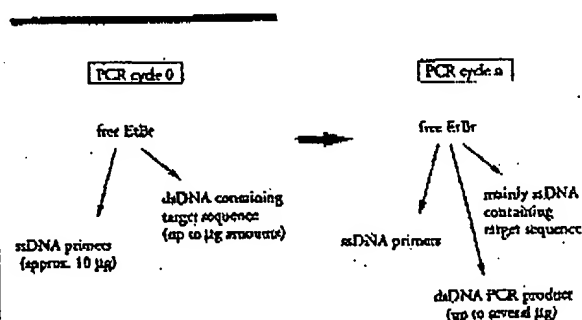 PCR cycle 0
free EtBr
dsDNA containing
target sequence
(up to µg amounts)
ssDNA primers
(approx. 10 µg)
PCR cycle n
free EtBr
mainly ssDNA
containing
target sequence
ssDNA primers
dsDNA PCR product
(up to several µg)